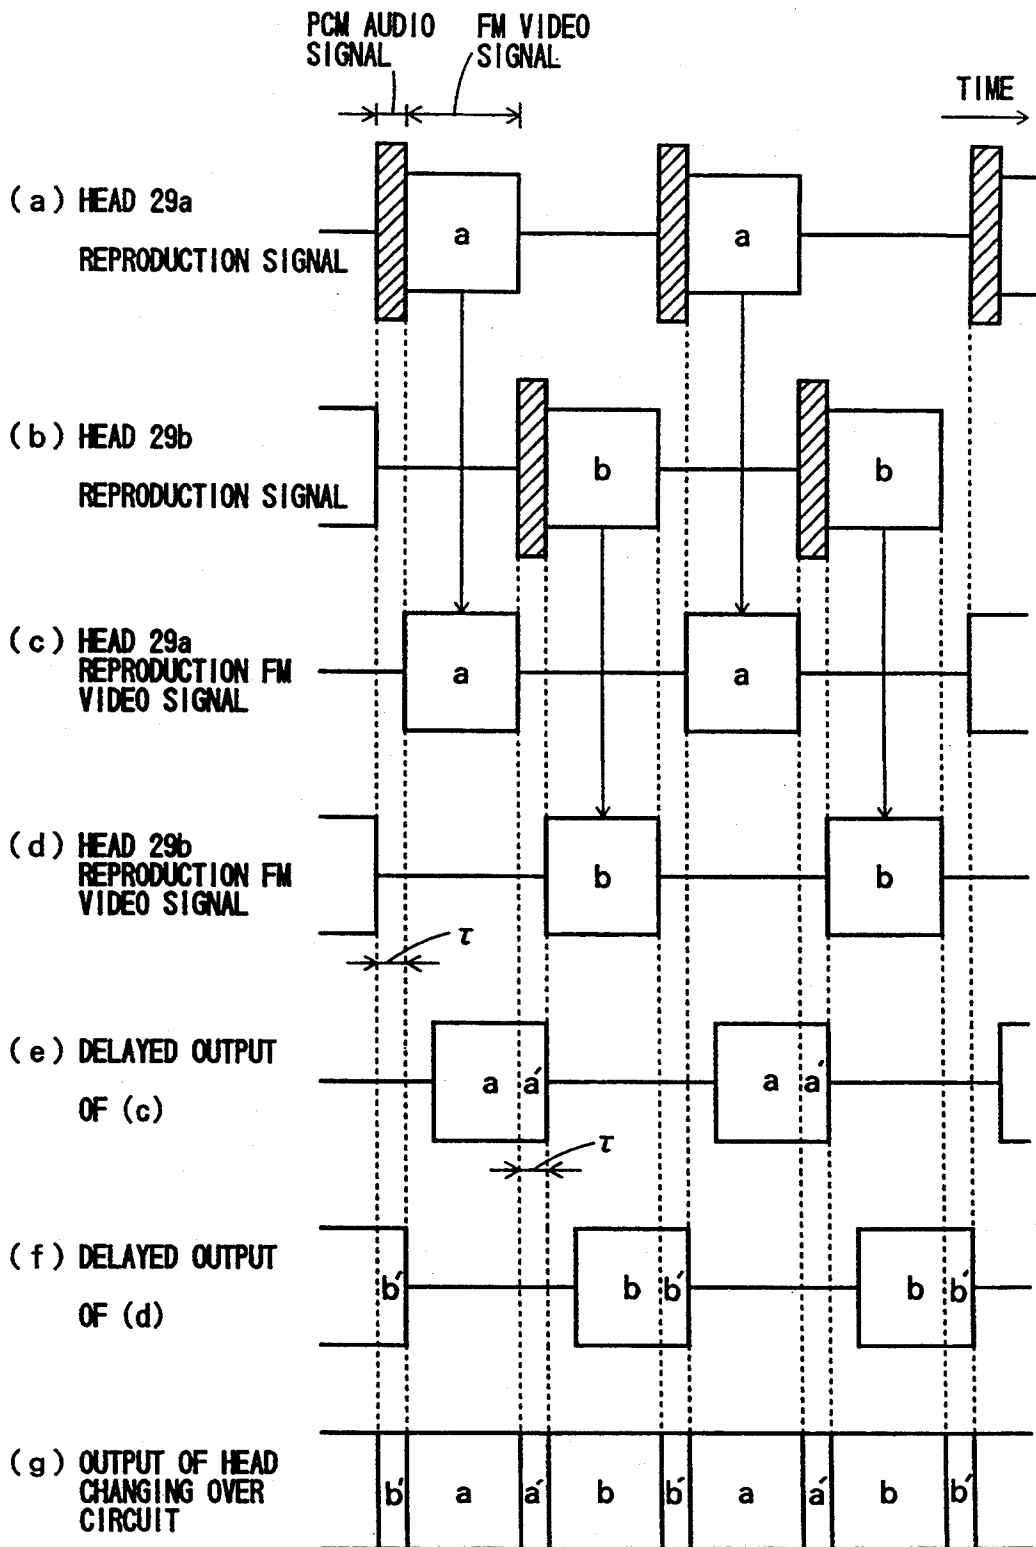 PCM AUDIO SIGNAL
FM VIDEO SIGNAL
TIME
(a) HEAD 29a
REPRODUCTION SIGNAL
a
a
(b) HEAD 29b
REPRODUCTION SIGNAL
b
b
(c) HEAD 29a
REPRODUCTION FM
VIDEO SIGNAL
a
a
(d) HEAD 29b
REPRODUCTION FM
VIDEO SIGNAL
b
b
τ
(e) DELAYED OUTPUT
OF (c)
a a′
a a′
τ
(f) DELAYED OUTPUT
OF (d)
b′
b b′
b b′
(g) OUTPUT OF HEAD
CHANGING OVER
CIRCUIT
b′ a a′ b b′ a a′ b b′